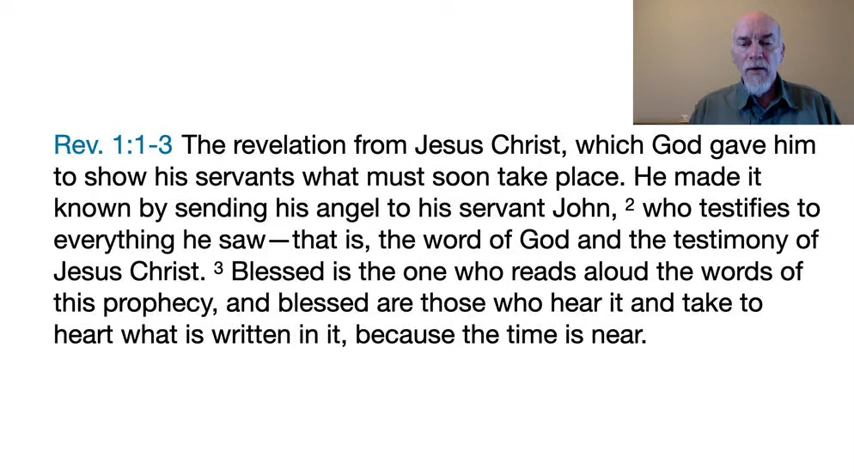 Rev. 1:1-3 The revelation from Jesus Christ, which God gave him
to show his servants what must soon take place. He made it
known by sending his angel to his servant John, ² who testifies to
everything he saw—that is, the word of God and the testimony of
Jesus Christ. ³ Blessed is the one who reads aloud the words of
this prophecy, and blessed are those who hear it and take to
heart what is written in it, because the time is near.